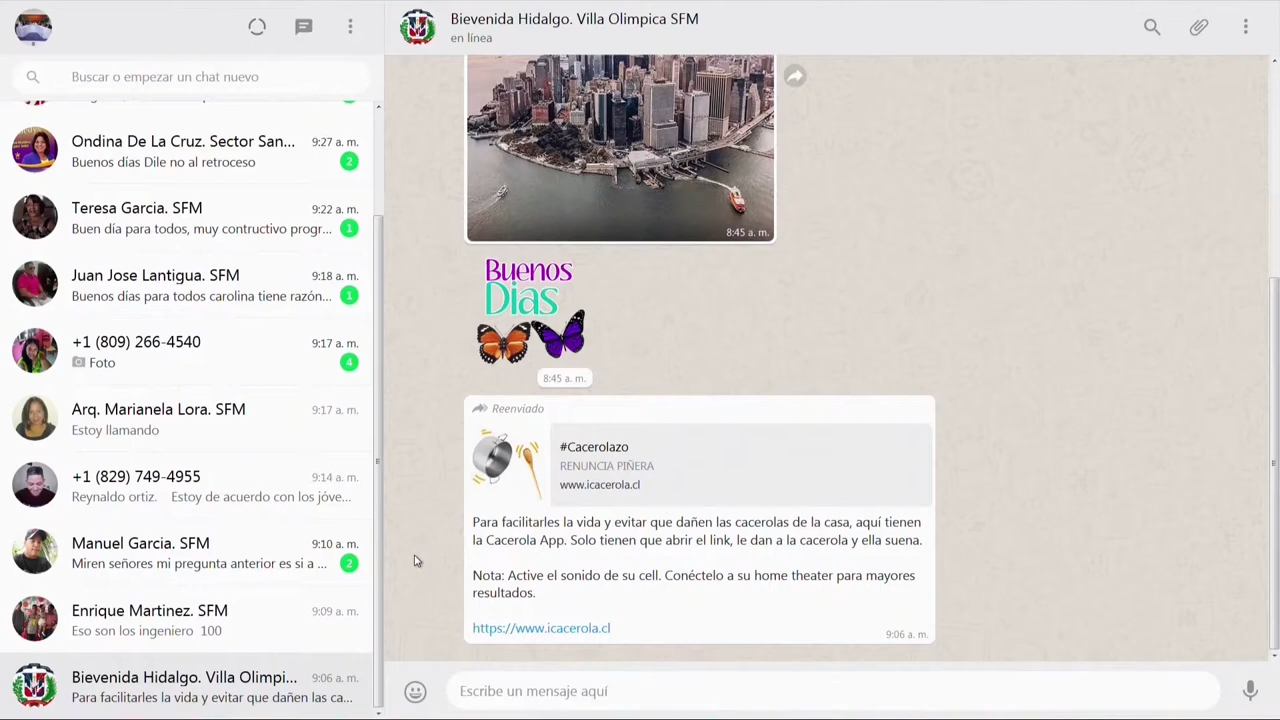 Buscar o empezar un chat nuevo
Ondina De La Cruz. Sector San... 9:27 a. m.
Buenos días Dile no al retroceso 2
Teresa Garcia. SFM 9:22 a. m.
Buen día para todos, muy contructivo progr... 1
Juan Jose Lantigua. SFM 9:18 a. m.
Buenos días para todos carolina tiene razón... 1
+1 (809) 266-4540 9:17 a. m.
Foto 4
Arq. Marianela Lora. SFM 9:17 a. m.
Estoy llamando
+1 (829) 749-4955 9:14 a. m.
Reynaldo ortiz. Estoy de acuerdo con los jóve...
Manuel Garcia. SFM 9:10 a. m.
Miren señores mi pregunta anterior es si a ... 2
Enrique Martinez. SFM 9:09 a. m.
Eso son los ingeniero 100
Bievenida Hidalgo. Villa Olimpi... 9:06 a. m.
Para facilitarles la vida y evitar que dañen las ca...
Bievenida Hidalgo. Villa Olimpica SFM
en línea
8:45 a. m.
Buenos
Dias
8:45 a. m.
Reenviado
#Cacerolazo
RENUNCIA PIÑERA
www.icacerola.cl
Para facilitarles la vida y evitar que dañen las cacerolas de la casa, aquí tienen
la Cacerola App. Solo tienen que abrir el link, le dan a la cacerola y ella suena.
Nota: Active el sonido de su cell. Conéctelo a su home theater para mayores
resultados.
https://www.icacerola.cl
9:06 a. m.
Escribe un mensaje aquí